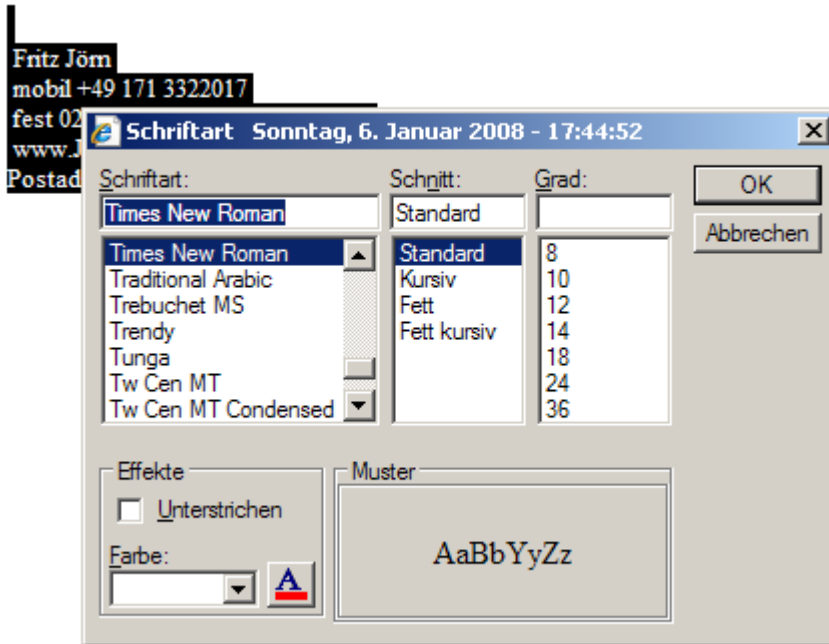 Fritz Jörn
mobil +49 171 3322017
fest 02
www.J
Postad
Schriftart Sonntag, 6. Januar 2008 - 17:44:52
Schriftart:
Schnitt:
Grad:
OK
Times New Roman
Standard
Abbrechen
Times New Roman
Traditional Arabic
Trebuchet MS
Trendy
Tunga
Tw Cen MT
Tw Cen MT Condensed
Standard
Kursiv
Fett
Fett kursiv
8
10
12
14
18
24
36
Effekte
Unterstrichen
Farbe:
A
Muster
AaBbYyZz